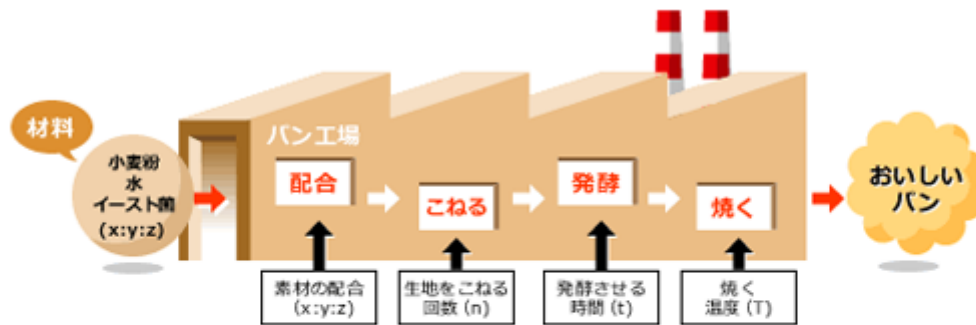 材料
小麦粉
水
イースト菌
(x:y:z)
パン工場
配合
こねる
発酵
焼く
おいしい
パン
素材の配合
(x:y:z)
生地をこねる
回数(n)
発酵させる
時間(t)
焼く
温度(T)